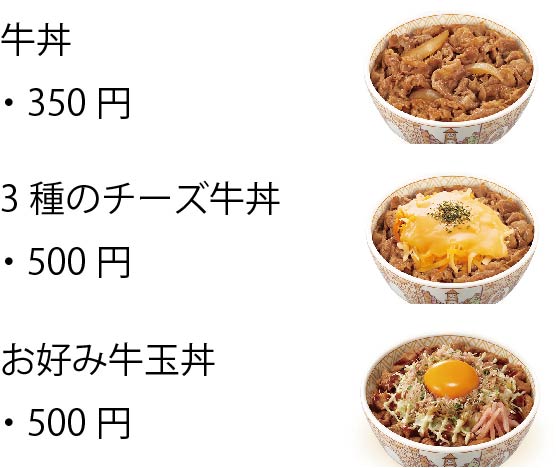 牛丼
・350 円
3 種のチーズ牛丼
・500 円
お好み牛玉丼
・500 円